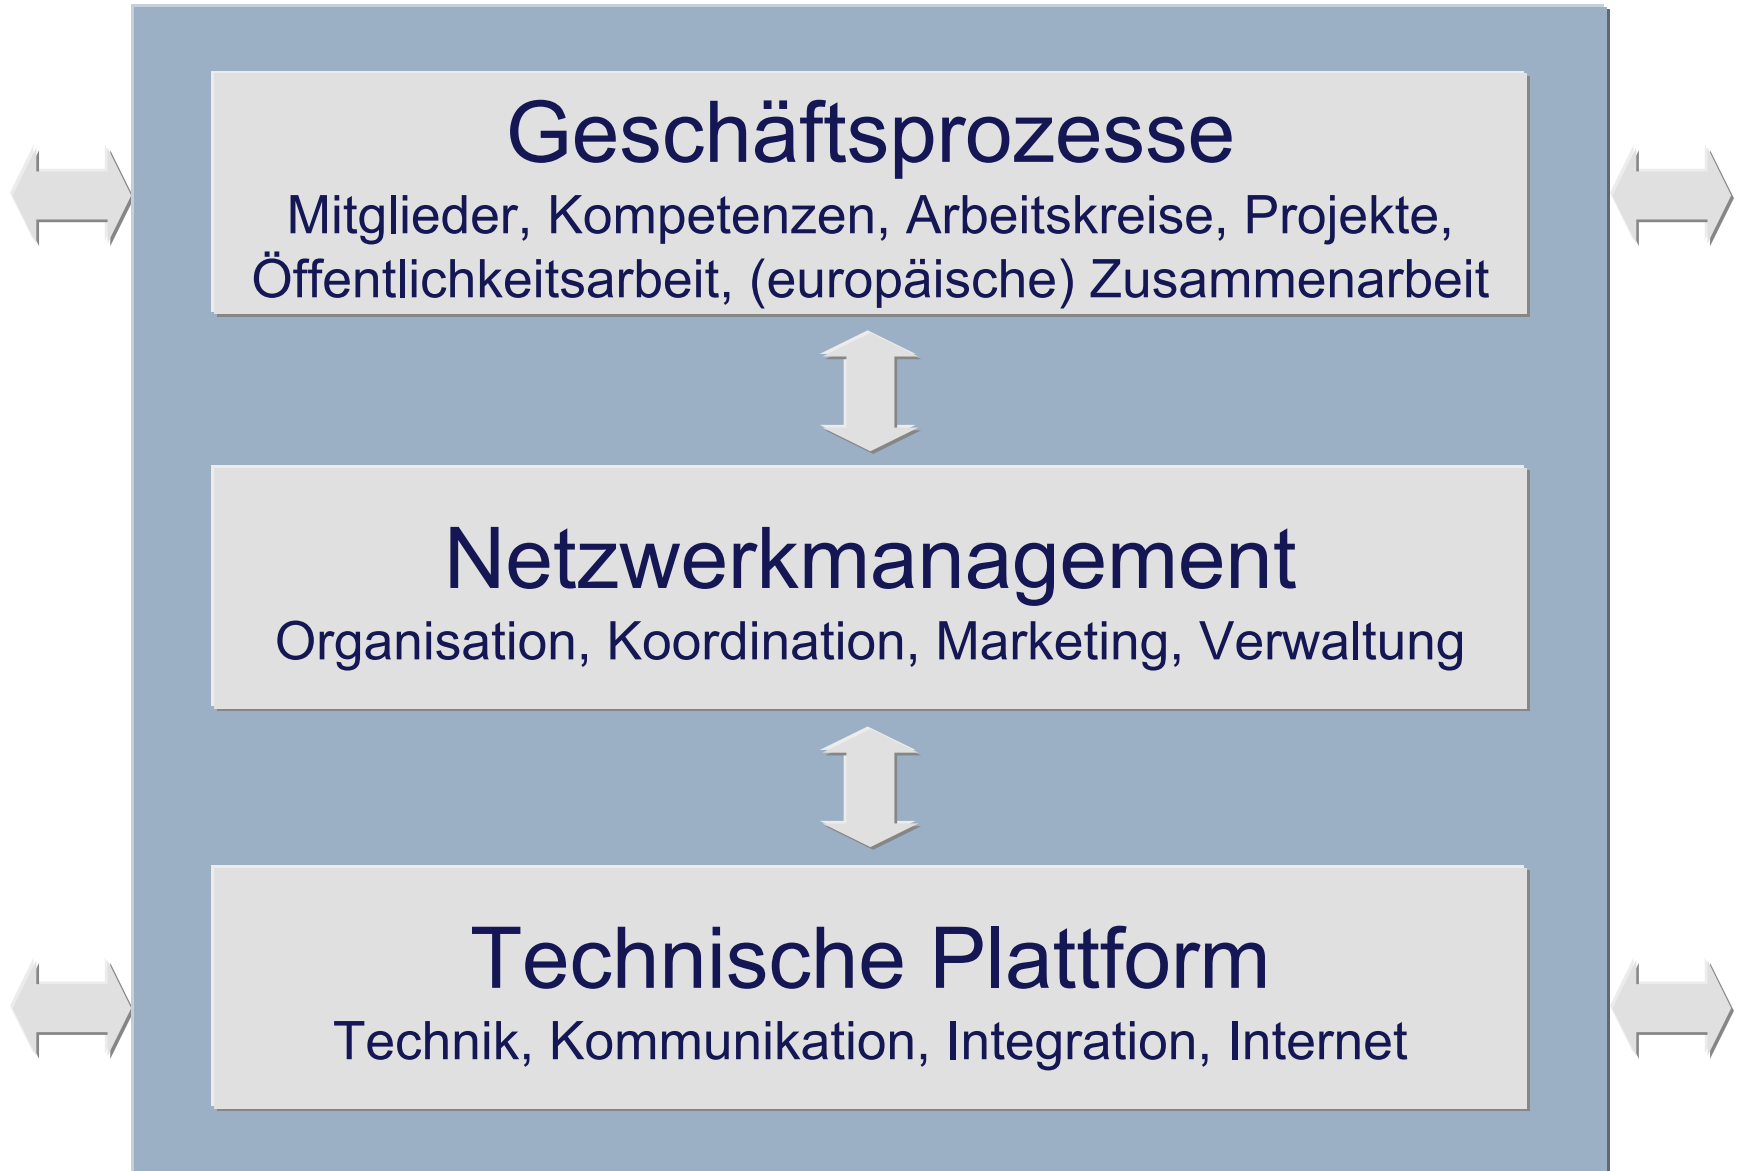 Geschäftsprozesse
Mitglieder, Kompetenzen, Arbeitskreise, Projekte,
Öffentlichkeitsarbeit, (europäische) Zusammenarbeit
Netzwerkmanagement
Organisation, Koordination, Marketing, Verwaltung
Technische Plattform
Technik, Kommunikation, Integration, Internet